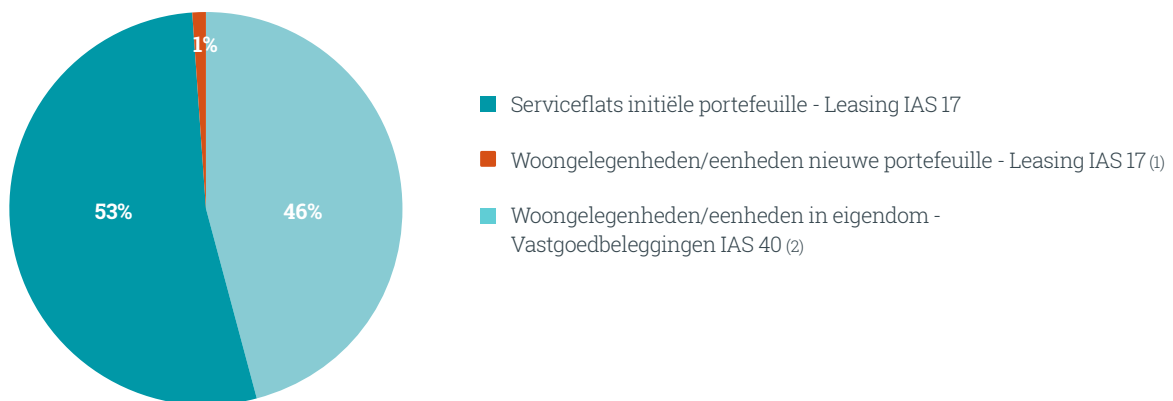 1%
53%
46%
Serviceflats initiële portefeuille - Leasing IAS 17
Woongelegenheden/eenheden nieuwe portefeuille - Leasing IAS 17 (1)
Woongelegenheden/eenheden in eigendom -
Vastgoedbeleggingen IAS 40 (2)